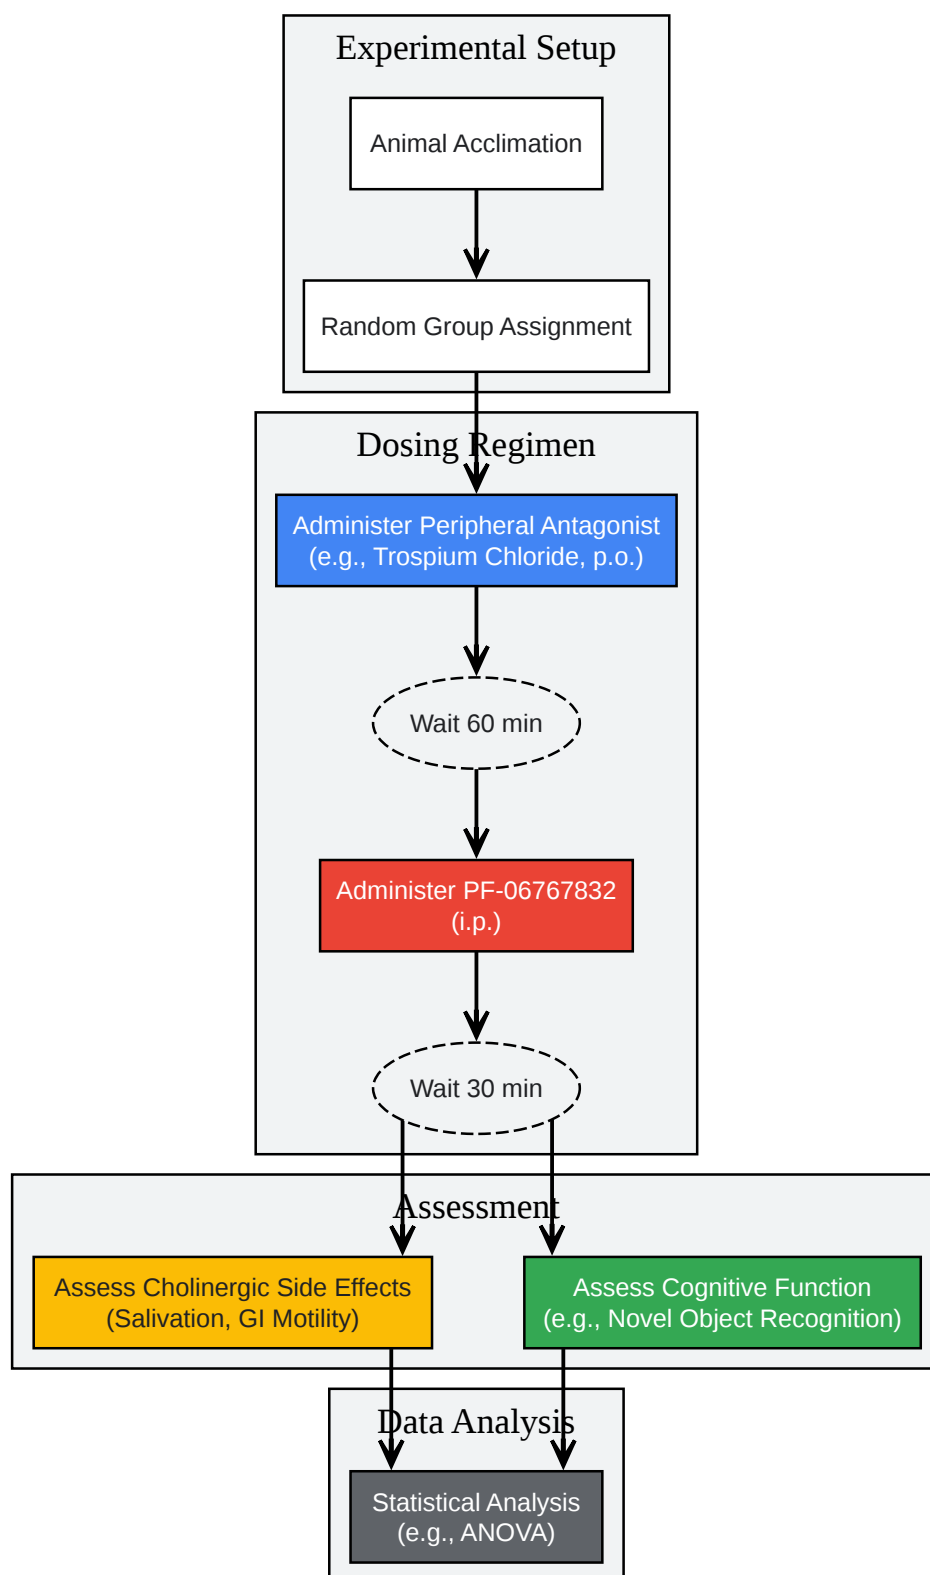 Experimental Setup
Animal Acclimation
Random Group Assignment
Dosing Regimen
Administer Peripheral Antagonist
(e.g., Trospium Chloride, p.o.)
Wait 60 min
Administer PF-06767832
(i.p.)
Wait 30 min
Assessment
Assess Cholinergic Side Effects
(Salivation, GI Motility)
Assess Cognitive Function
(e.g., Novel Object Recognition)
Data Analysis
Statistical Analysis
(e.g., ANOVA)